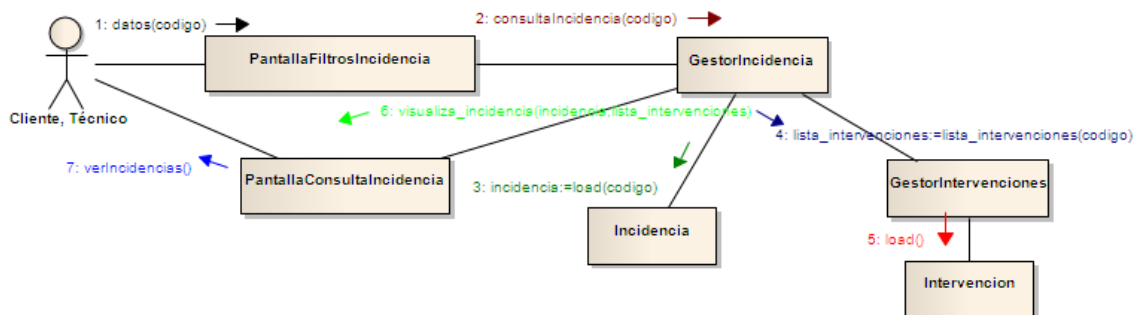 1: datos(codigo)
2: consultaIncidencia(codigo)
PantallaFiltrosIncidencia
GestorIncidencia
Cliente, Técnico
6: visualiza_incidencia(incidencia,lista_intervenciones)
4: lista_intervenciones:=lista_intervenciones(codigo)
7: verIncidencias()
PantallaConsultaIncidencia
3: incidencia:=load(codigo)
GestorIntervenciones
Incidencia
5: load()
Intervencion